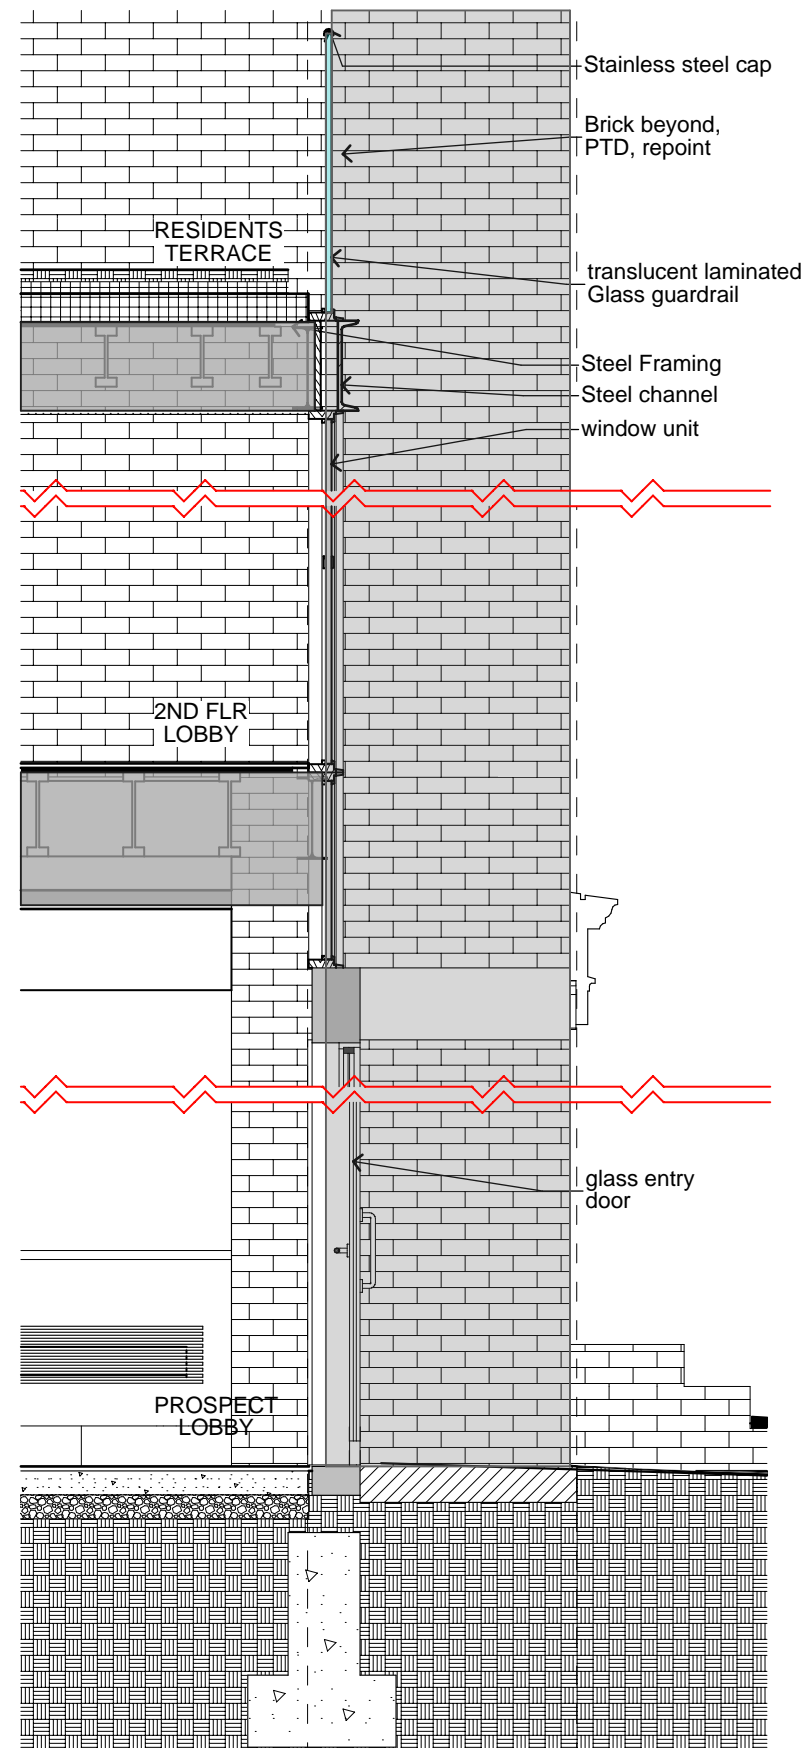 Stainless steel cap
Brick beyond,
PTD, repoint
RESIDENTS
TERRACE
translucent laminated
Glass guardrail
Steel Framing
Steel channel
window unit
2ND FLR
LOBBY
glass entry
door
PROSPECT
LOBBY